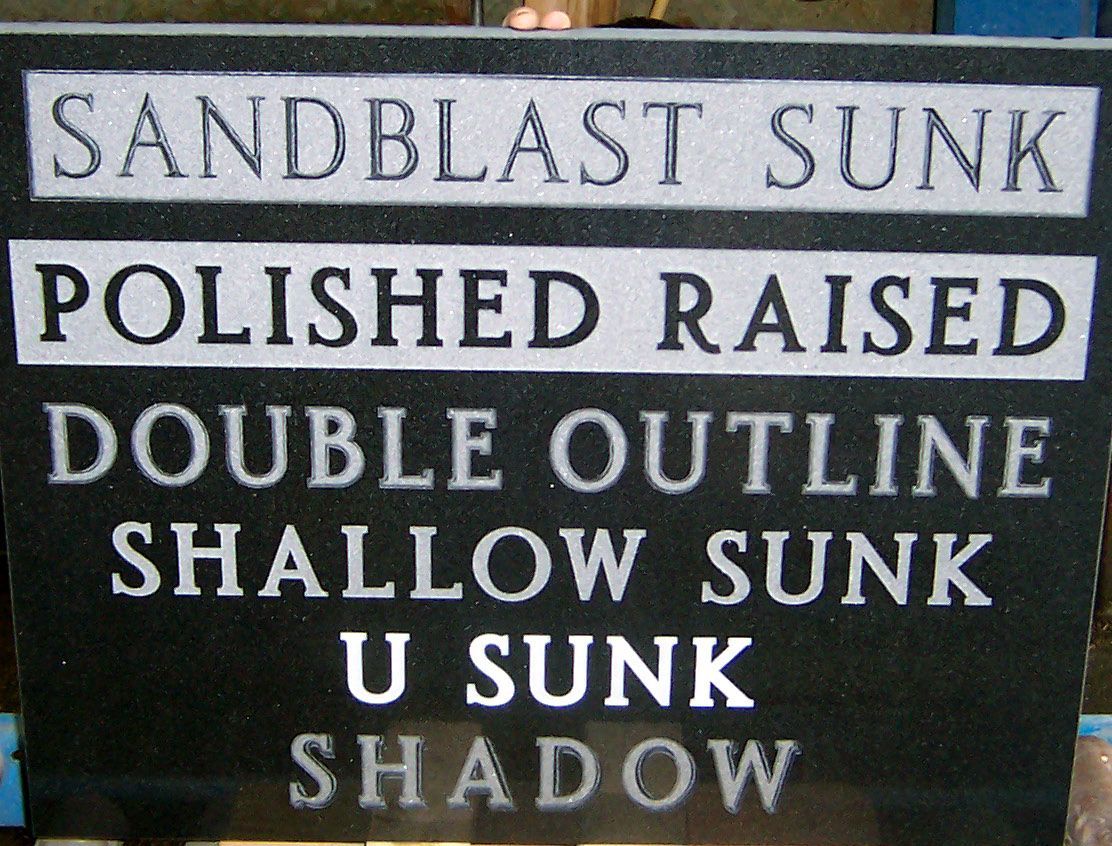 SANDBLAST SUNK
POLISHED RAISED
DOUBLE OUTLINE
SHALLOW SUNK
U SUNK
SHADOW